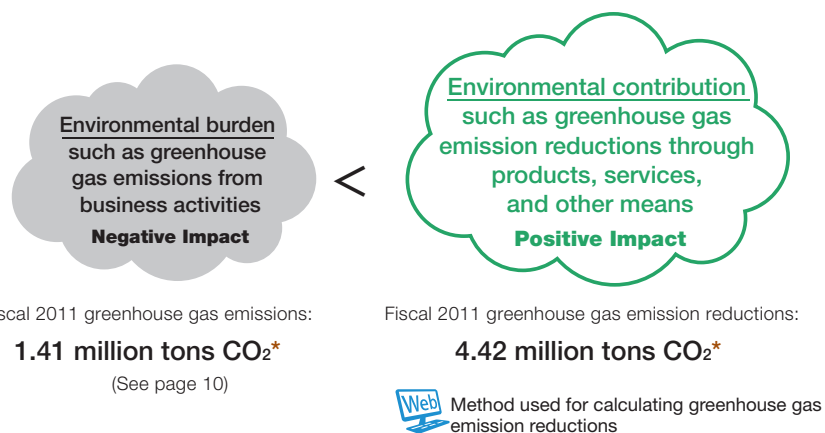 Environmental burden
such as greenhouse
gas emissions from
business activities
Negative Impact
<
Environmental contribution
such as greenhouse gas
emission reductions through
products, services,
and other means
Positive Impact
iscal 2011 greenhouse gas emissions:
1.41 million tons CO₂*
(See page 10)
Fiscal 2011 greenhouse gas emission reductions:
4.42 million tons CO₂*
Web
Method used for calculating greenhouse gas
emission reductions